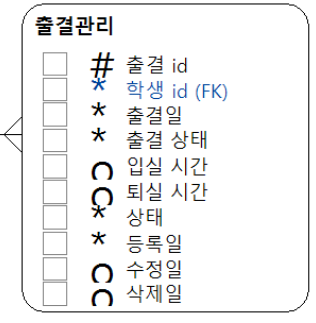 출결관리
# 출결 id
* 학생 id (FK)
* 출결일
* 출결 상태
o 입실 시간
o 퇴실 시간
* 상태
* 등록일
o 수정일
o 삭제일